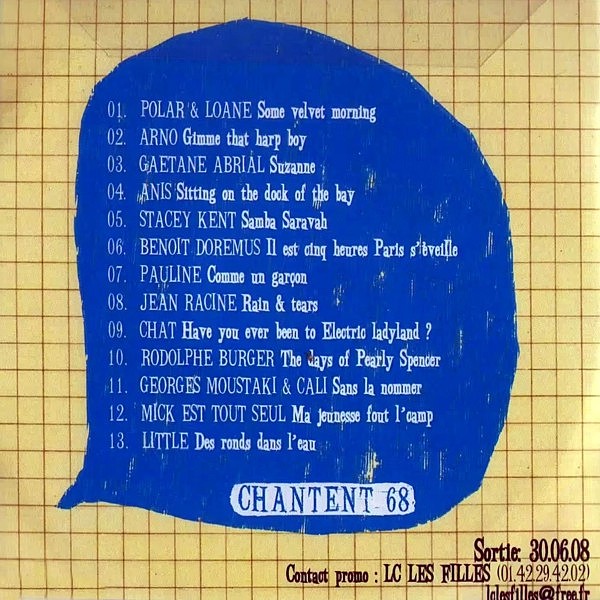 01. POLAR & LOANE Some velvet morning
02. ARNO Gimme that harp boy
03. GAETANE ABRIAL Suzanne
04. ANIS Sitting on the dock of the bay
05. STACEY KENT Samba Saravah
06. BENOIT DOREMUS Il est cinq heures Paris s'éveille
07. PAULINE Comme un garçon
08. JEAN RACINE Rain & tears
09. CHAT Have you ever been to Electric ladyland ?
10. RODOLPHE BURGER The days of Pearly Spencer
11. GEORGES MOUSTAKI & CALI Sans la nommer
12. MICK EST TOUT SEUL Ma jeunesse fout l'camp
13. LITTLE Des ronds dans l'eau
CHANTENT 68
Sortie: 30.06.08
Contact promo : LC LES FILLES (01.42.29.42.02)
lclesfilles@free.fr